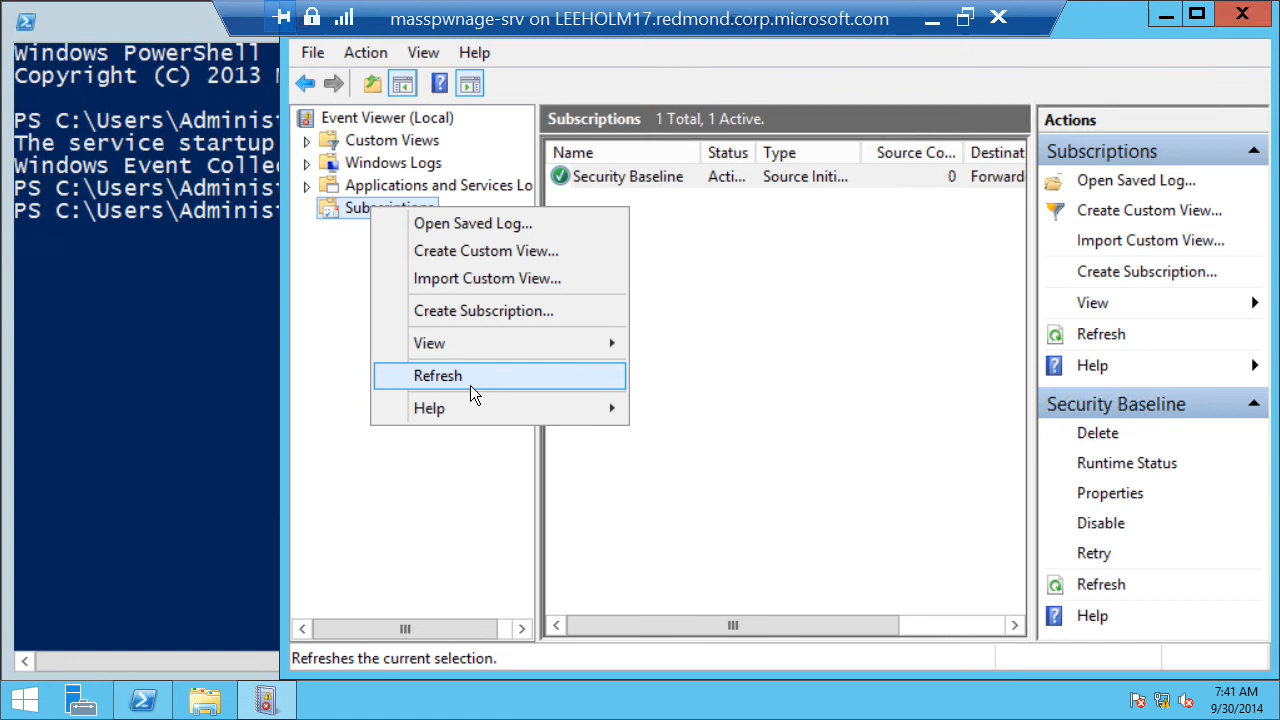 masspwnage-srv on LEEHOLM17.redmond.corp.microsoft.com
Windows PowerShell
Copyright (C) 2013
PS C:\Users\Adminis
The service startup
Windows Event Colle
PS C:\Users\Adminis
PS C:\Users\Adminis
File Action View Help
Event Viewer (Local)
Custom Views
Windows Logs
Applications and Services Lo
Subscriptions
Open Saved Log...
Create Custom View...
Import Custom View...
Create Subscription...
View
Refresh
Help
Subscriptions 1 Total, 1 Active.
Name Status Type Source Co... Destinat
Security Baseline Acti... Source Initi... 0 Forward
Actions
Subscriptions
Open Saved Log...
Create Custom View...
Import Custom View...
Create Subscription...
View
Refresh
Help
Security Baseline
Delete
Runtime Status
Properties
Disable
Retry
Refresh
Help
Refreshes the current selection.
7:41 AM
9/30/2014